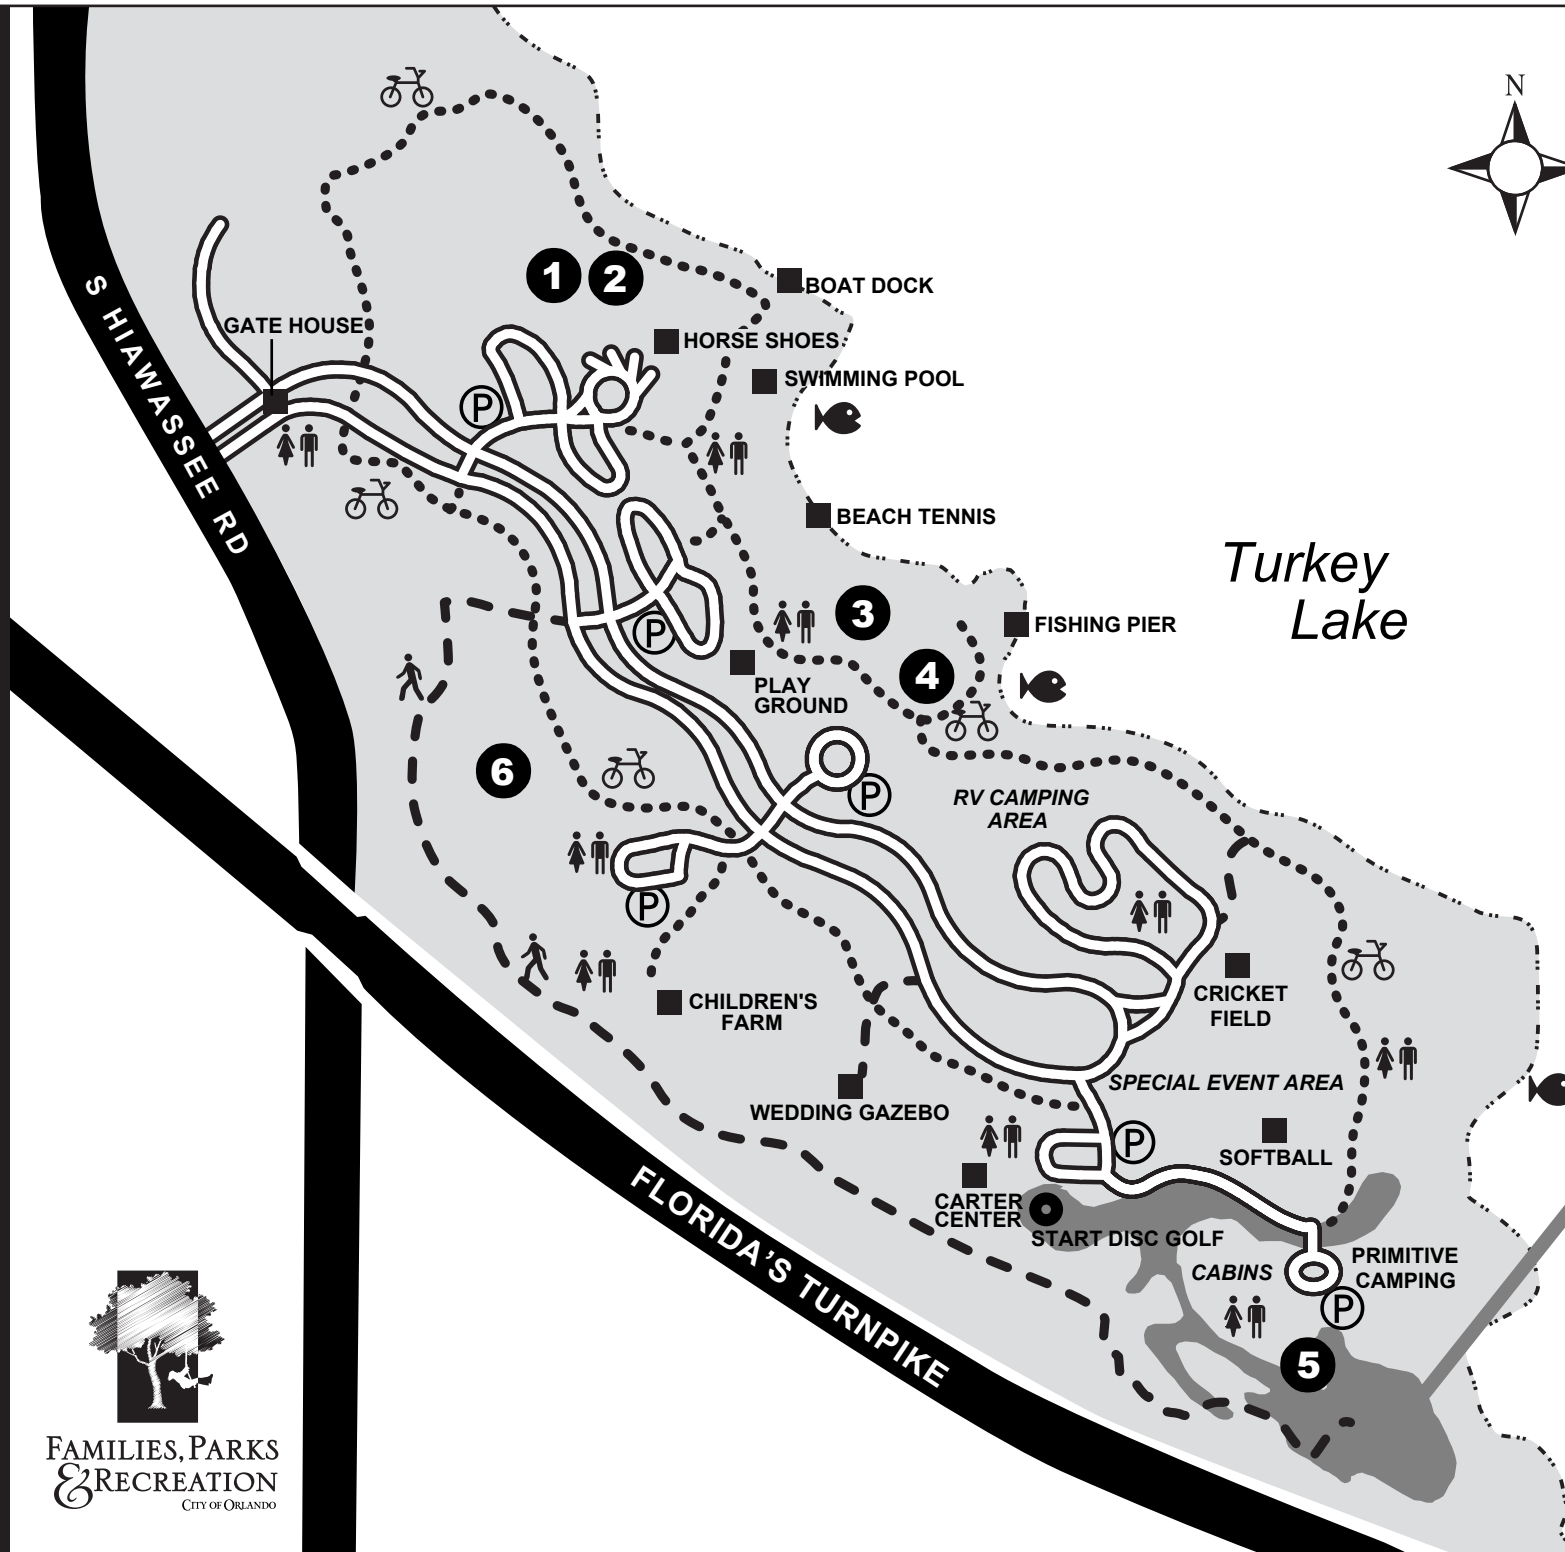 N
1
2
BOAT DOCK
GATE HOUSE
HORSE SHOES
SWIMMING POOL
P
S HIAWASSEE RD
BEACH TENNIS
Turkey
Lake
3
FISHING PIER
P
4
PLAY
GROUND
6
P
RV CAMPING
AREA
P
CHILDREN'S
FARM
CRICKET
FIELD
SPECIAL EVENT AREA
WEDDING GAZEBO
P
SOFTBALL
CARTER
CENTER
START DISC GOLF
FLORIDA'S TURNPIKE
CABINS
PRIMITIVE
CAMPING
P
5
FAMILIES, PARKS
& RECREATION
CITY OF ORLANDO